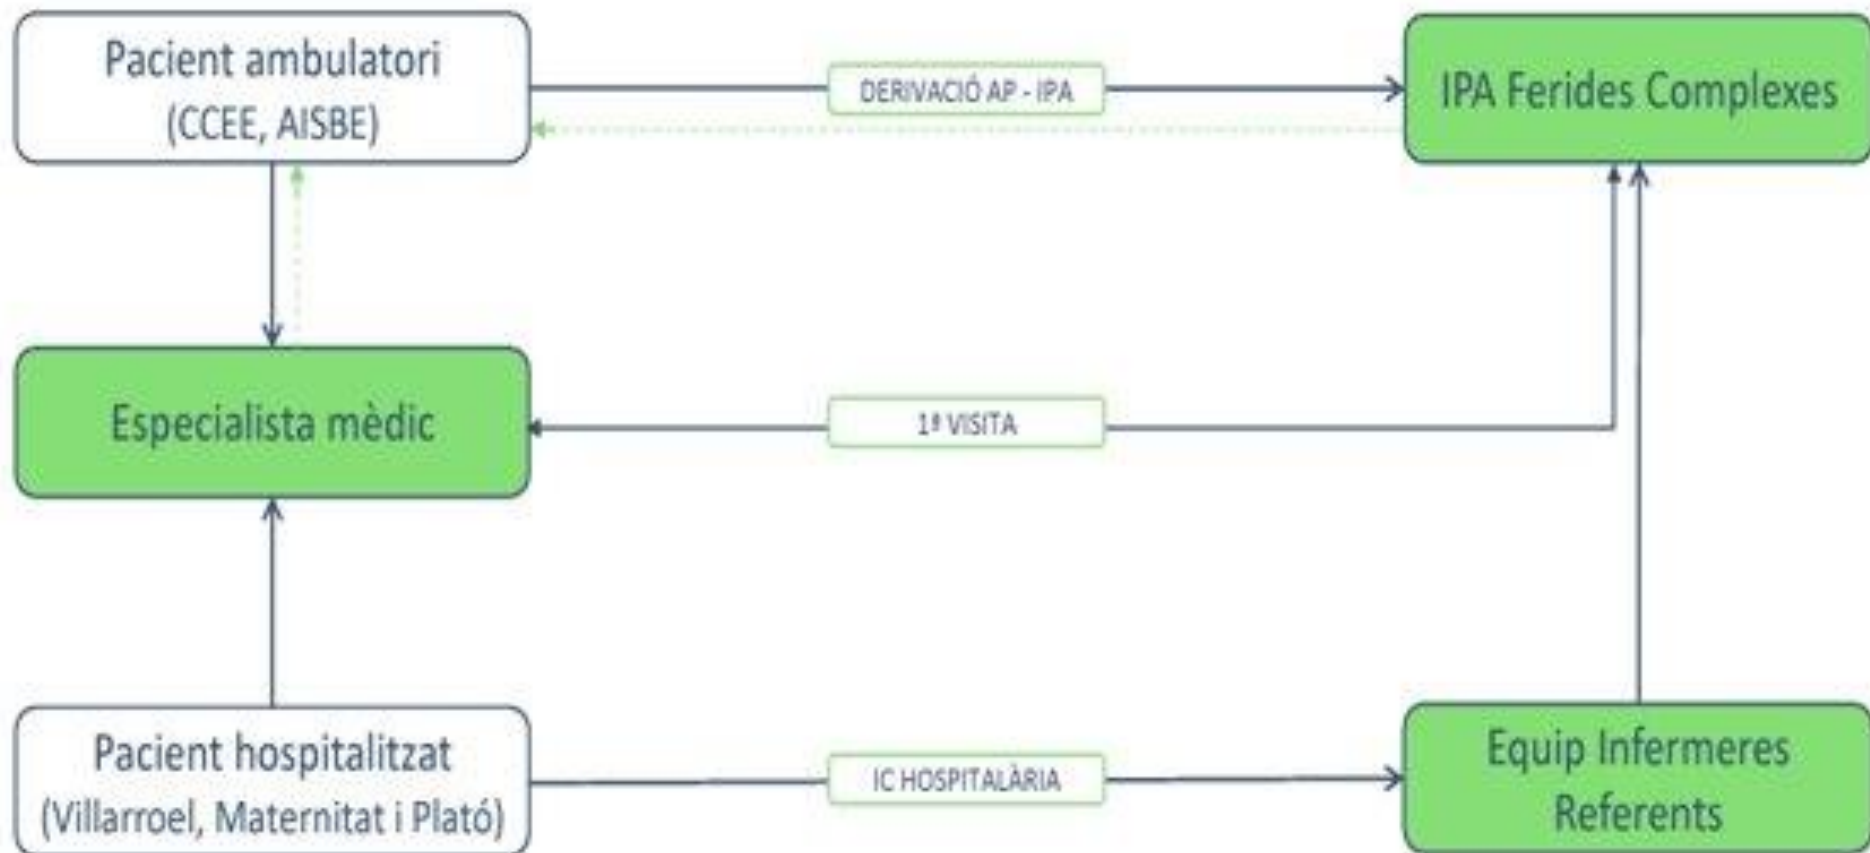 Pacient ambulatori
(CCEE, AISBE)
DERIVACIÓ AP - IPA
IPA Ferides Complexes
Especialista mèdic
1ª VISITA
Pacient hospitalitzat
(Villarroel, Maternitat i Plató)
IC HOSPITALÀRIA
Equip Infermeres
Referents